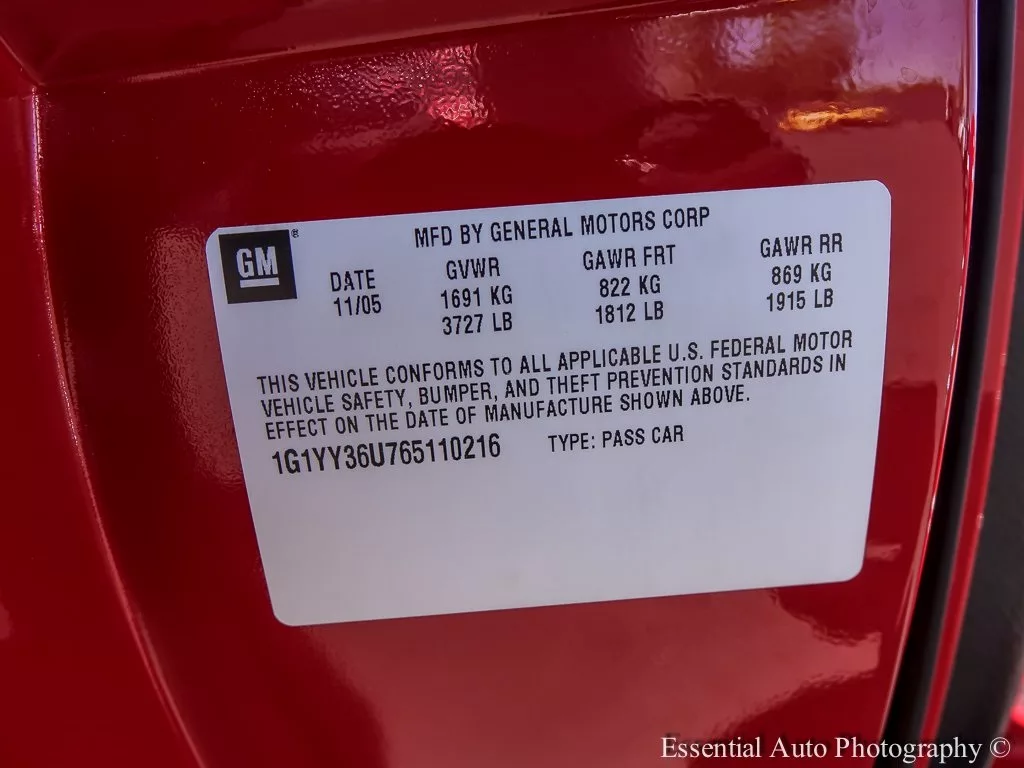 GM ®
MFD BY GENERAL MOTORS CORP
DATE GVWR GAWR FRT GAWR RR
11/05 1691 KG 822 KG 869 KG
3727 LB 1812 LB 1915 LB
THIS VEHICLE CONFORMS TO ALL APPLICABLE U.S. FEDERAL MOTOR
VEHICLE SAFETY, BUMPER, AND THEFT PREVENTION STANDARDS IN
EFFECT ON THE DATE OF MANUFACTURE SHOWN ABOVE.
1G1YY36U765110216 TYPE: PASS CAR
Essential Auto Photography ©